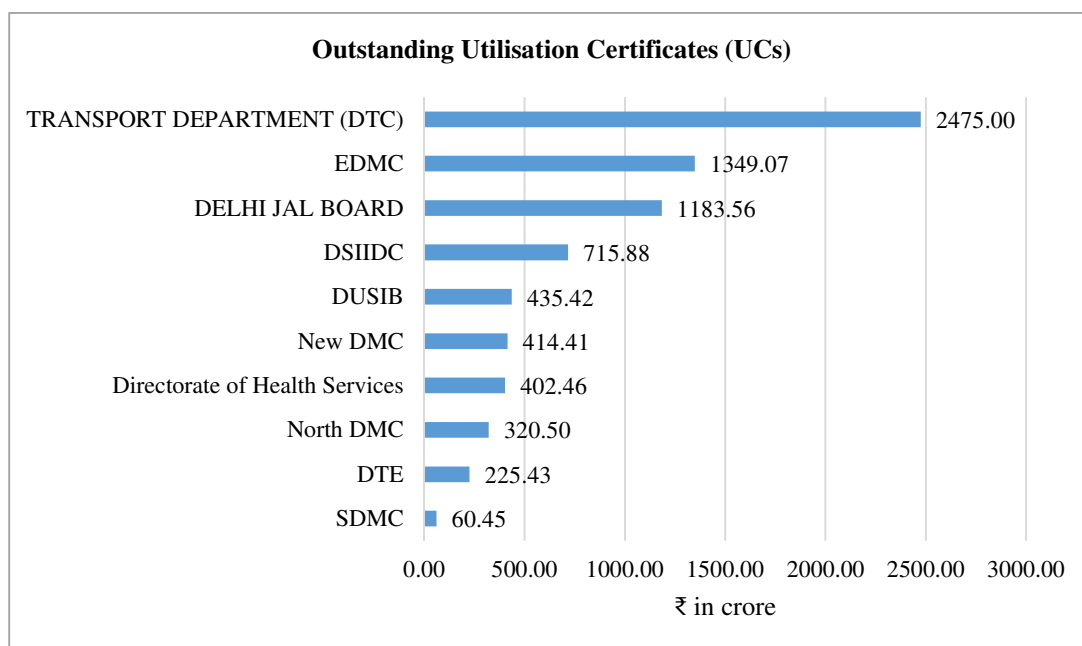 Outstanding Utilisation Certificates (UCs)
TRANSPORT DEPARTMENT (DTC) 2475.00
EDMC 1349.07
DELHI JAL BOARD 1183.56
DSIIDC 715.88
DUSIB 435.42
New DMC 414.41
Directorate of Health Services 402.46
North DMC 320.50
DTE 225.43
SDMC 60.45
0.00 500.00 1000.00 1500.00 2000.00 2500.00 3000.00
₹ in crore